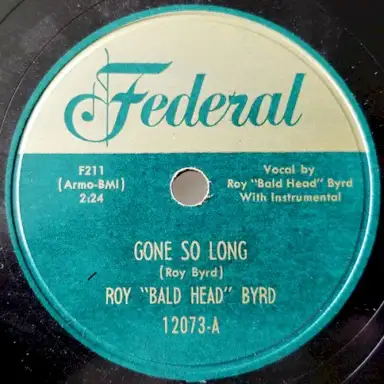 Federal
F211
(Armo-BMI)
2:24
Vocal by
Roy "Bald Head" Byrd
With Instrumental
GONE SO LONG
(Roy Byrd)
ROY "BALD HEAD" BYRD
12073-A